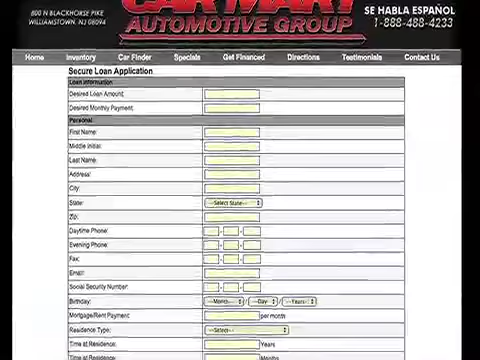 800 N BLACKHORSE PIKE
WILLIAMSTOWN, NJ 08094
CAR MART
AUTOMOTIVE GROUP
SE HABLA ESPAÑOL
1-888-488-4233
Home Inventory Car Finder Specials Get Financed Directions Testimonials Contact Us
Secure Loan Application
Loan Information
Desired Loan Amount:
Desired Monthly Payment:
Personal
First Name:
Middle Initial:
Last Name:
Address:
City:
State: --Select State--
Zip:
Daytime Phone: - -
Evening Phone: - -
Fax: - -
Email:
Social Security Number: - -
Birthday: --Month-- / --Day-- / --Years--
Mortgage/Rent Payment: per month
Residence Type: --Select--
Time at Residence: Years
Time at Residence: Months